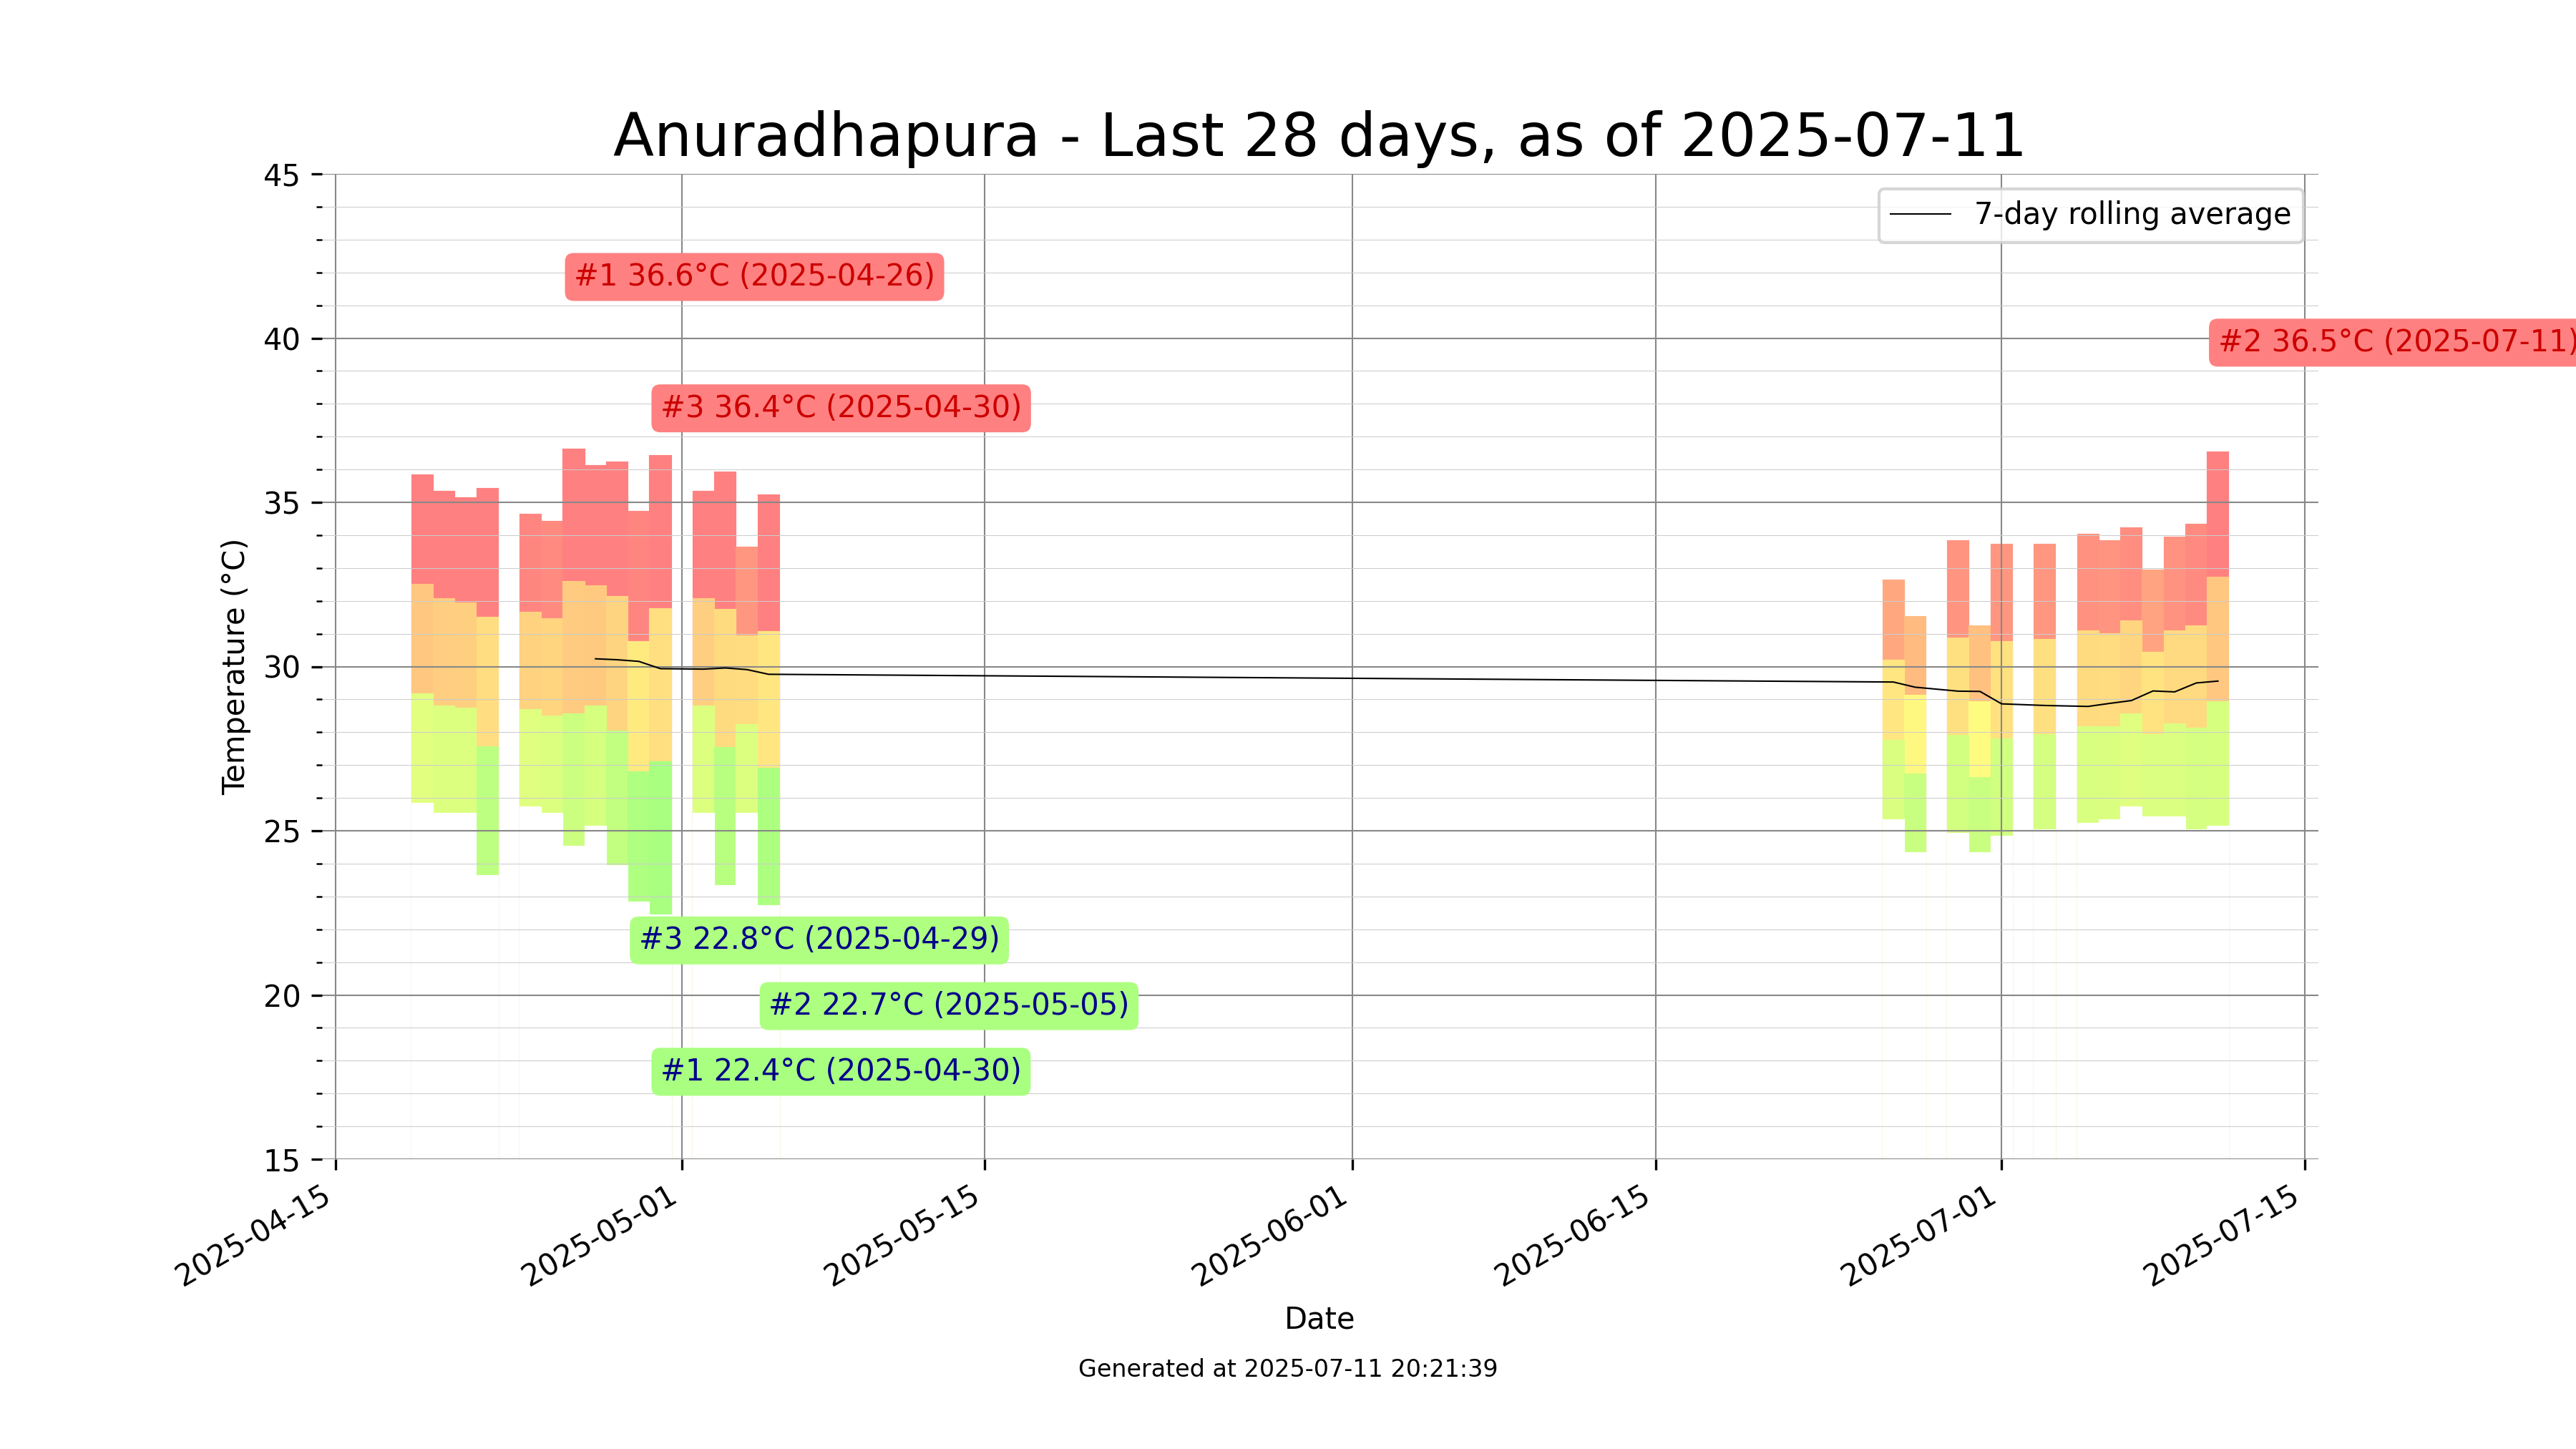 Anuradhapura - Last 28 days, as of 2025-07-11
45
7-day rolling average
#1 36.6°C (2025-04-26)
40
#2 36.5°C (2025-07-11)
#3 36.4°C (2025-04-30)
35
30
Temperature (°C)
25
#3 22.8°C (2025-04-29)
20
#2 22.7°C (2025-05-05)
#1 22.4°C (2025-04-30)
15
2025-04-15
2025-05-01
2025-05-15
2025-06-01
2025-06-15
2025-07-01
2025-07-15
Date
Generated at 2025-07-11 20:21:39